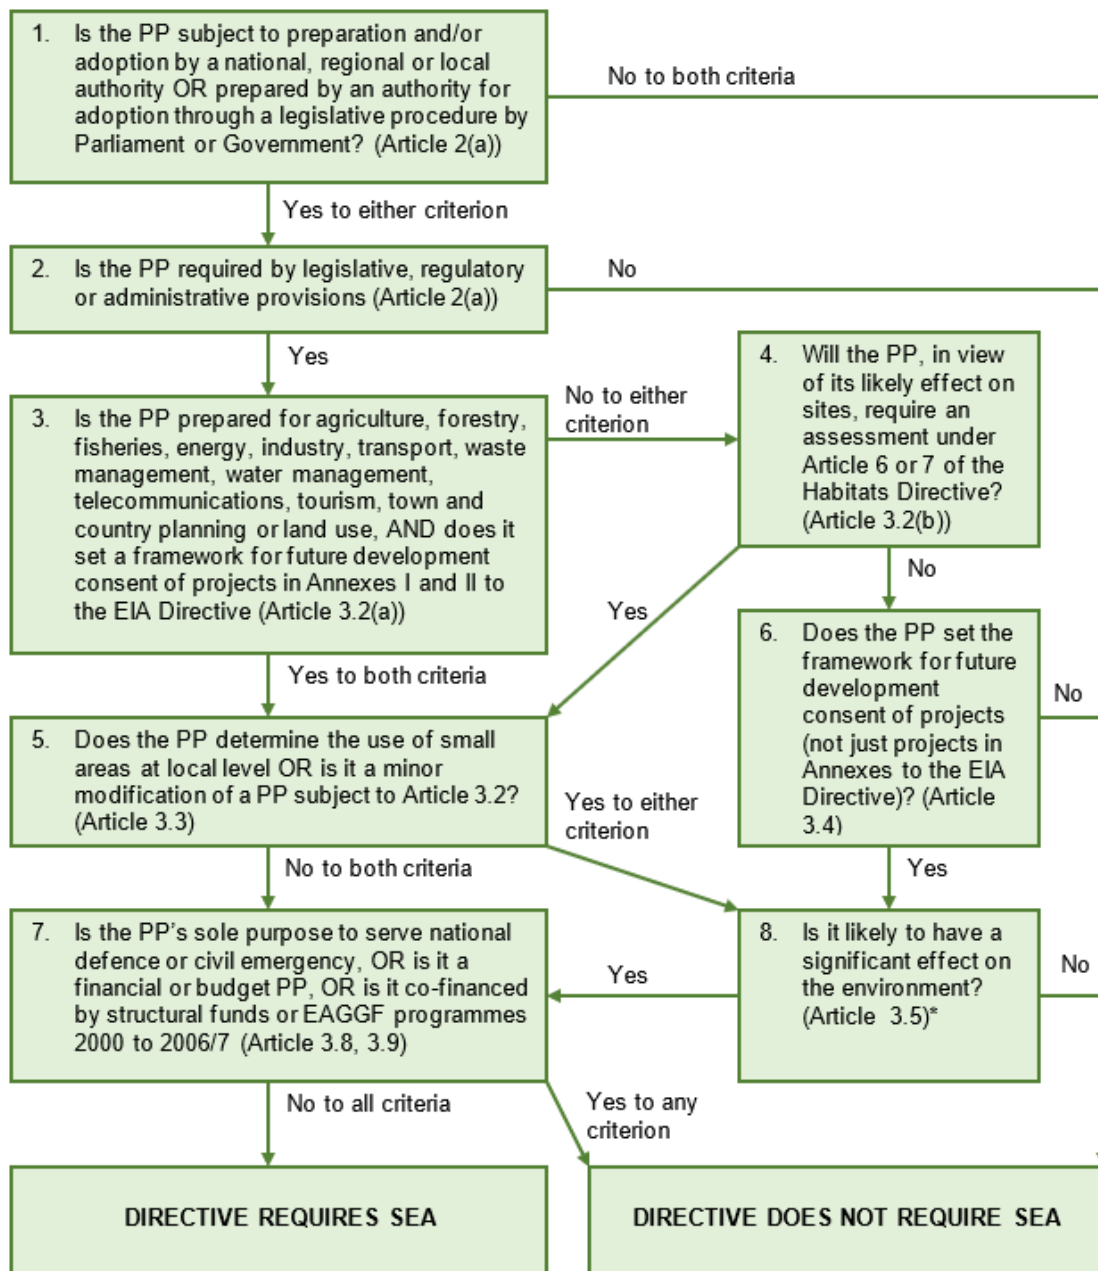 1. Is the PP subject to preparation and/or
adoption by a national, regional or local
authority OR prepared by an authority for
adoption through a legislative procedure by
Parliament or Government? (Article 2(a))
No to both criteria
Yes to either criterion
2. Is the PP required by legislative, regulatory
or administrative provisions (Article 2(a))
No
Yes
3. Is the PP prepared for agriculture, forestry,
fisheries, energy, industry, transport, waste
management, water management,
telecommunications, tourism, town and
country planning or land use, AND does it
set a framework for future development
consent of projects in Annexes I and II to
the EIA Directive (Article 3.2(a))
No to either
criterion
4. Will the PP, in view
of its likely effect on
sites, require an
assessment under
Article 6 or 7 of the
Habitats Directive?
(Article 3.2(b))
Yes
No
Yes to both criteria
6. Does the PP set the
framework for future
development
consent of projects
(not just projects in
Annexes to the EIA
Directive)? (Article
3.4)
No
5. Does the PP determine the use of small
areas at local level OR is it a minor
modification of a PP subject to Article 3.2?
(Article 3.3)
Yes to either
criterion
No to both criteria
Yes
7. Is the PP’s sole purpose to serve national
defence or civil emergency, OR is it a
financial or budget PP, OR is it co-financed
by structural funds or EAGGF programmes
2000 to 2006/7 (Article 3.8, 3.9)
Yes
8. Is it likely to have a
significant effect on
the environment?
(Article 3.5)*
No
No to all criteria
Yes to any
criterion
DIRECTIVE REQUIRES SEA
DIRECTIVE DOES NOT REQUIRE SEA